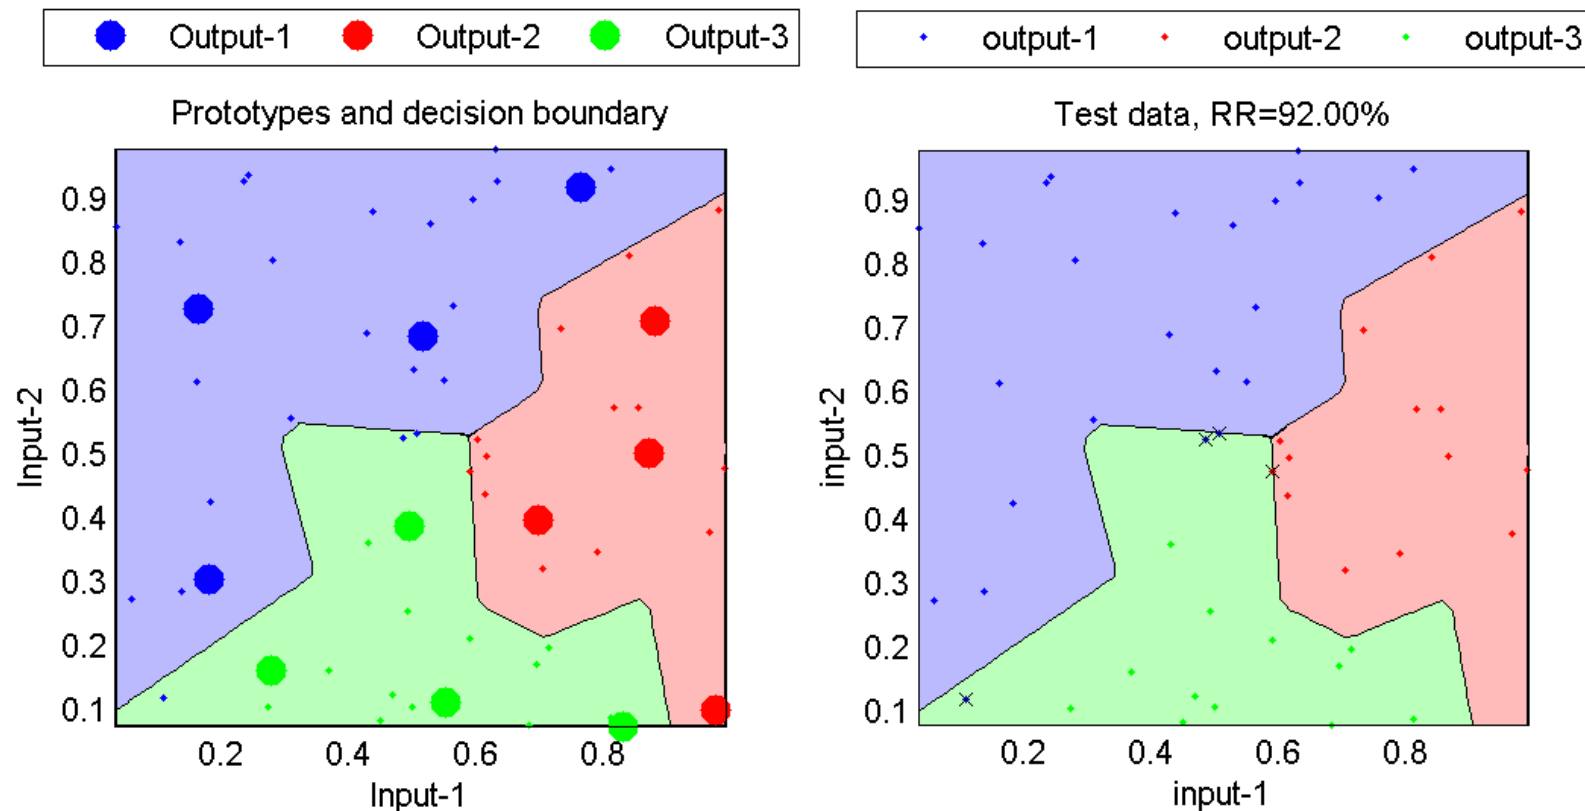 Output-1 Output-2 Output-3
Prototypes and decision boundary
0.9
0.8
0.7
0.6
0.5
0.4
0.3
0.2
0.1
Input-2
0.2 0.4 0.6 0.8
Input-1
output-1 output-2 output-3
Test data, RR=92.00%
0.9
0.8
0.7
0.6
0.5
0.4
0.3
0.2
0.1
input-2
0.2 0.4 0.6 0.8
input-1